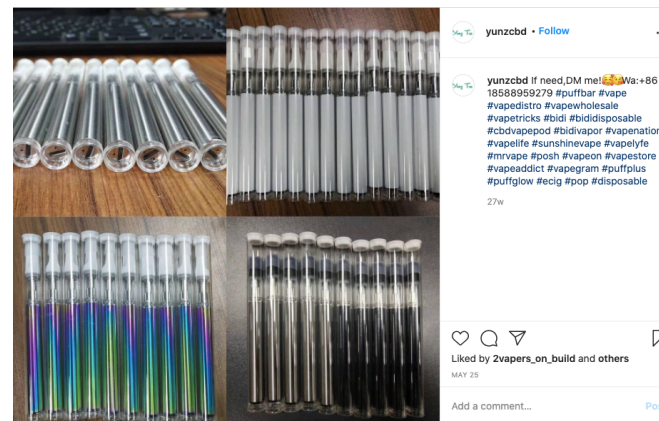 yunzcbd • Follow
yunzcbd If need,DM me!🥰🥰Wa:+86
18588959279 #puffbar #vape
#vapedistro #vapewholesale
#vapetricks #bidi #bididisposable
#cbdvapepod #bidivapor #vapenation
#vapelife #sunshinevape #vapelyfe
#mrvape #posh #vapeon #vapestore
#vapeaddict #vapegram #puffplus
#puffglow #ecig #pop #disposable
27w
Liked by 2vapers_on_build and others
MAY 25
Add a comment...
Po